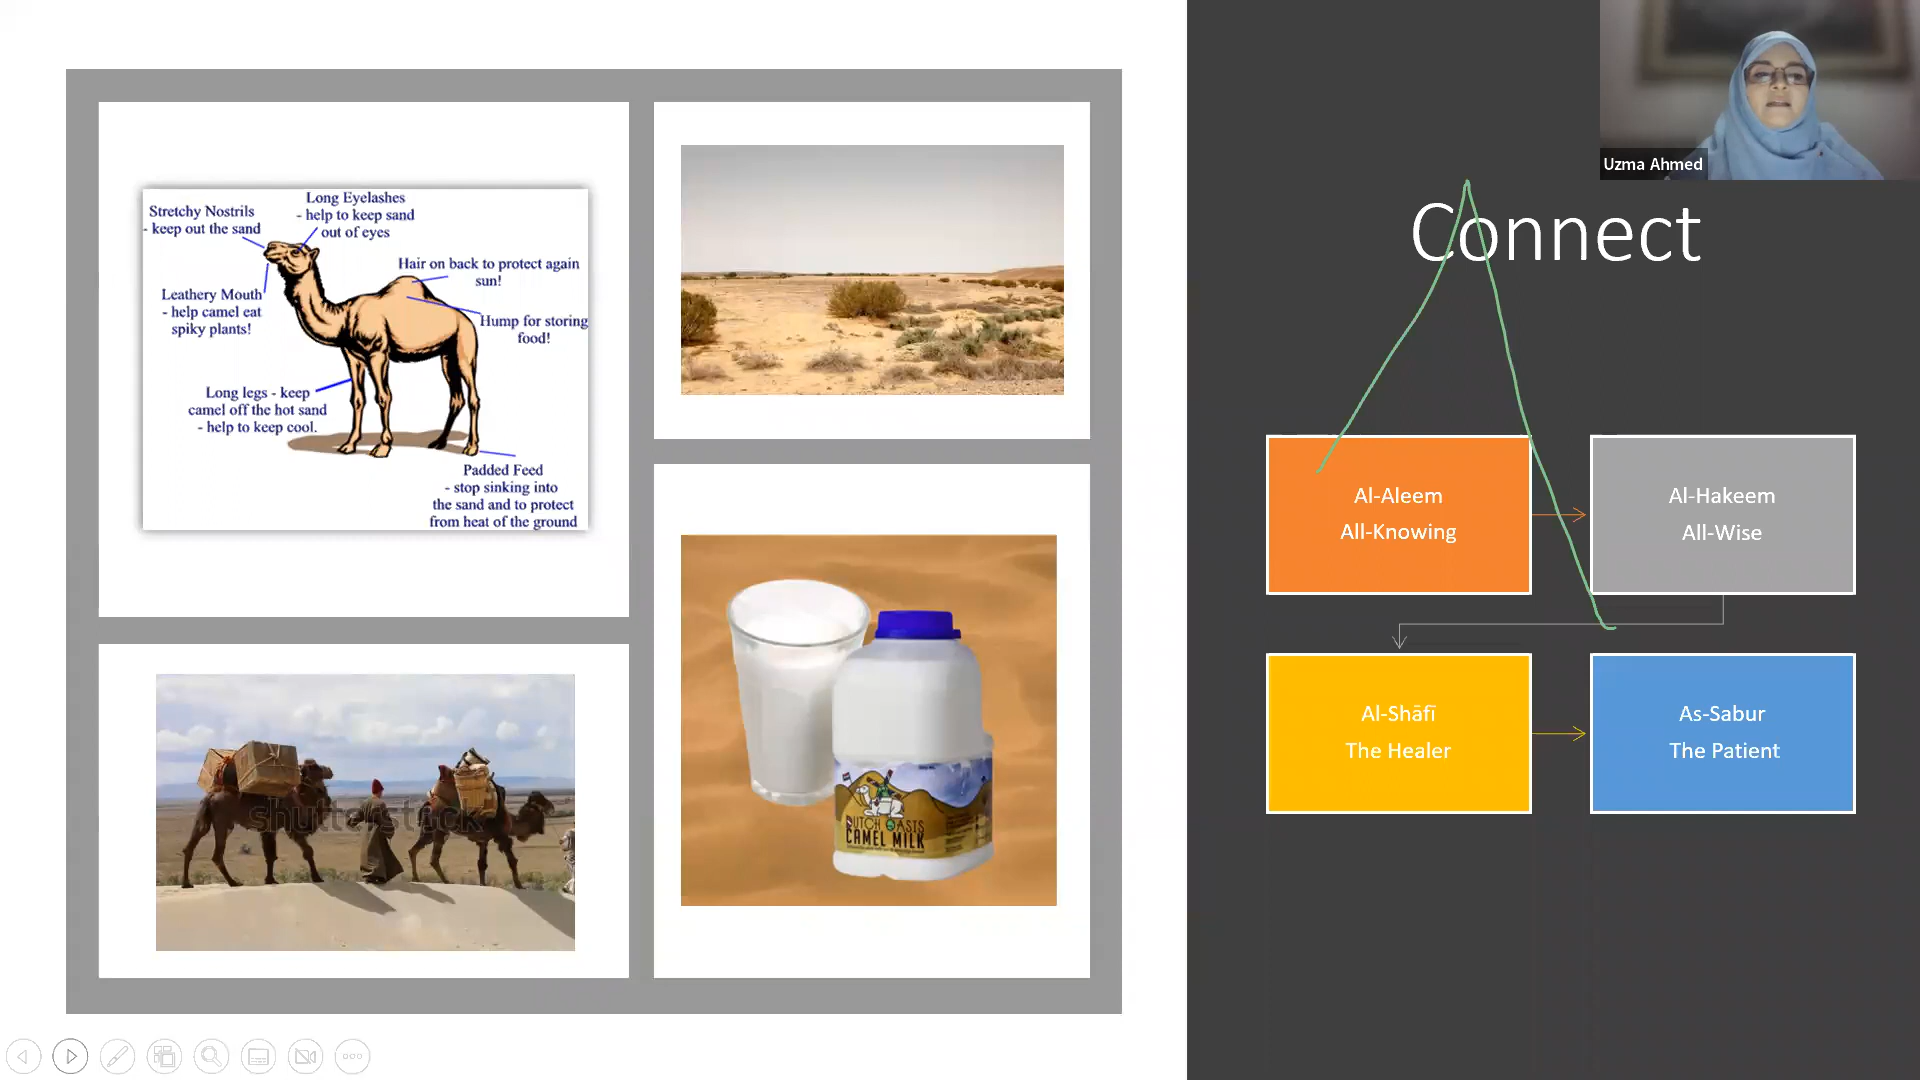 Stretchy Nostrils
- keep out the sand
Long Eyelashes
- help to keep sand
out of eyes
Hair on back to protect again
sun!
Leathery Mouth
- help camel eat
spiky plants!
Hump for storing
food!
Long legs - keep
camel off the hot sand
- help to keep cool.
Padded Feed
- stop sinking into
the sand and to protect
from heat of the ground
shutterstock
CAMEL MILK
Uzma Ahmed
Connect
Al-Aleem
All-Knowing
Al-Hakeem
All-Wise
Al-Shāfī
The Healer
As-Sabur
The Patient